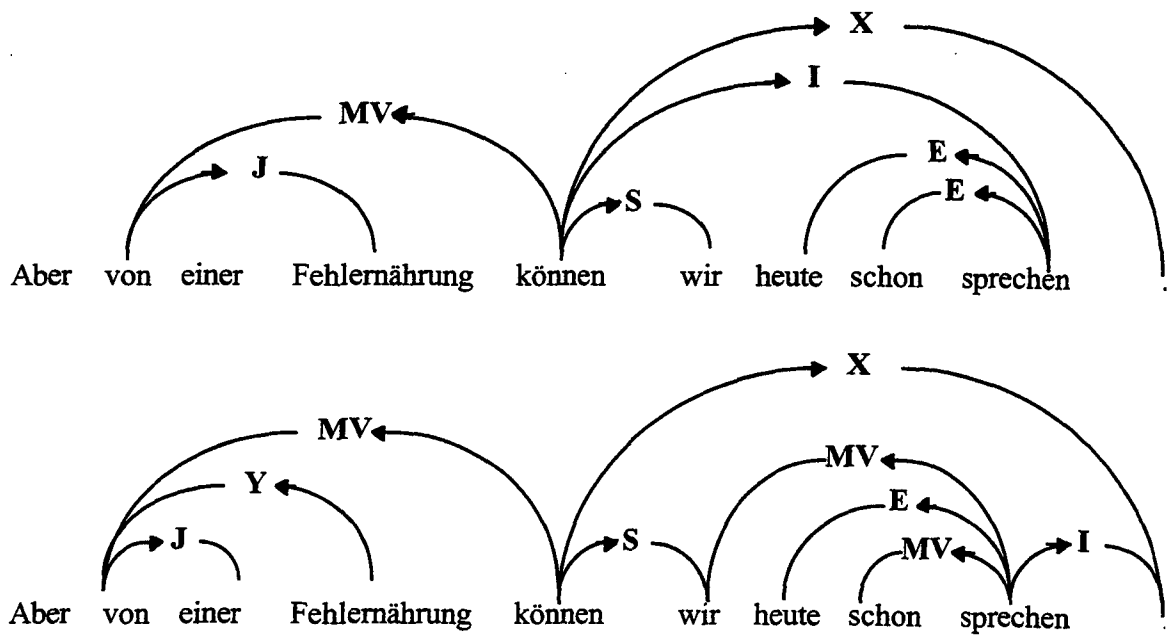 X
I
MV
J
E
E
S
Aber von einer Fehlernährung können wir heute schon sprechen .
X
MV
MV
Y
E
J
S
MV
I
Aber von einer Fehlernährung können wir heute schon sprechen .